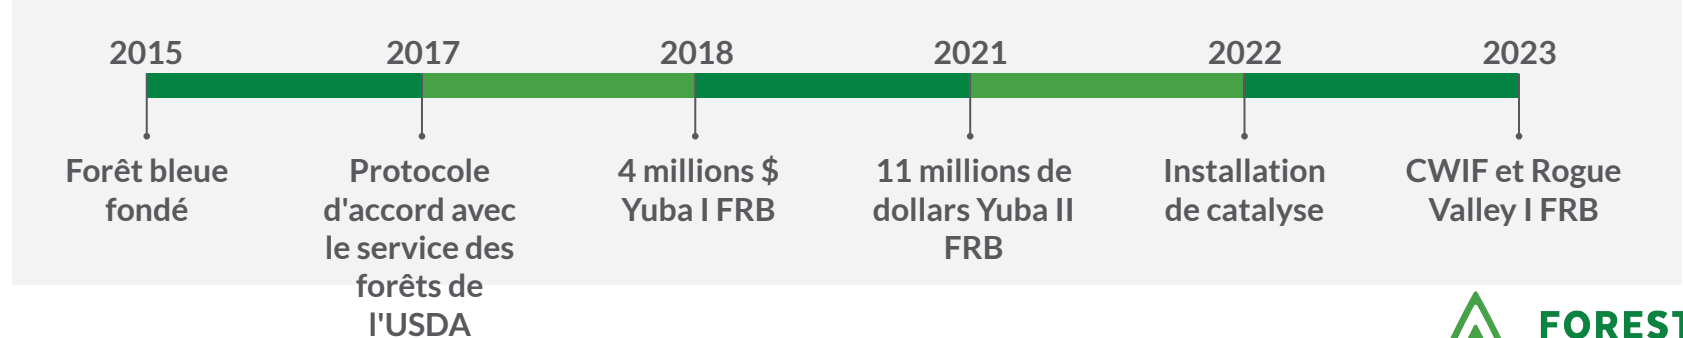 2015
2017
2018
2021
2022
2023
Forêt bleue
fondé
Protocole
d'accord avec
le service des
forêts de
l'USDA
4 millions $
Yuba I FRB
11 millions de
dollars Yuba II
FRB
Installation
de catalyse
CWIF et Rogue
Valley I FRB
FOREST